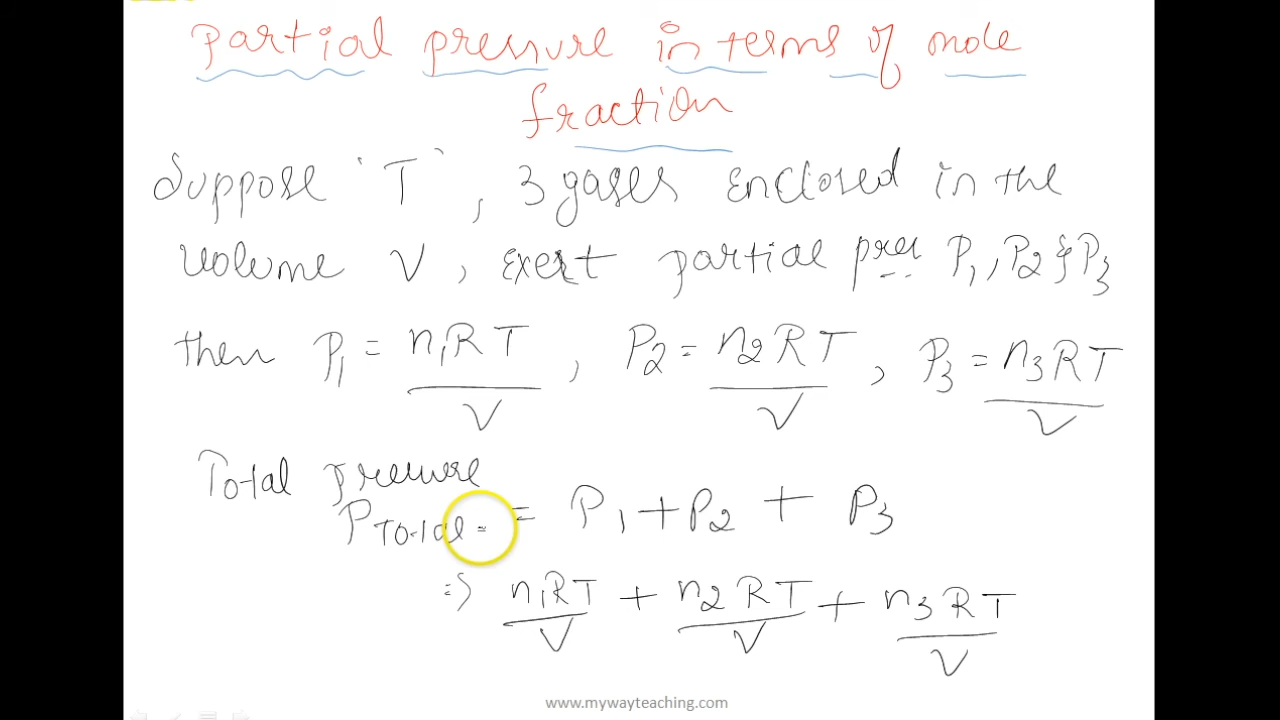 Partial pressure in terms of mole
fraction
Suppose 'T', 3 gases enclosed in the
volume V, exert partial pres P1, P2 & P3
then P1 = n1RT/V, P2 = n2RT/V, P3 = n3RT/V
Total pressure
PTotal = = P1 + P2 + P3
=> n1RT/V + n2RT/V + n3RT/V
www.mywayteaching.com